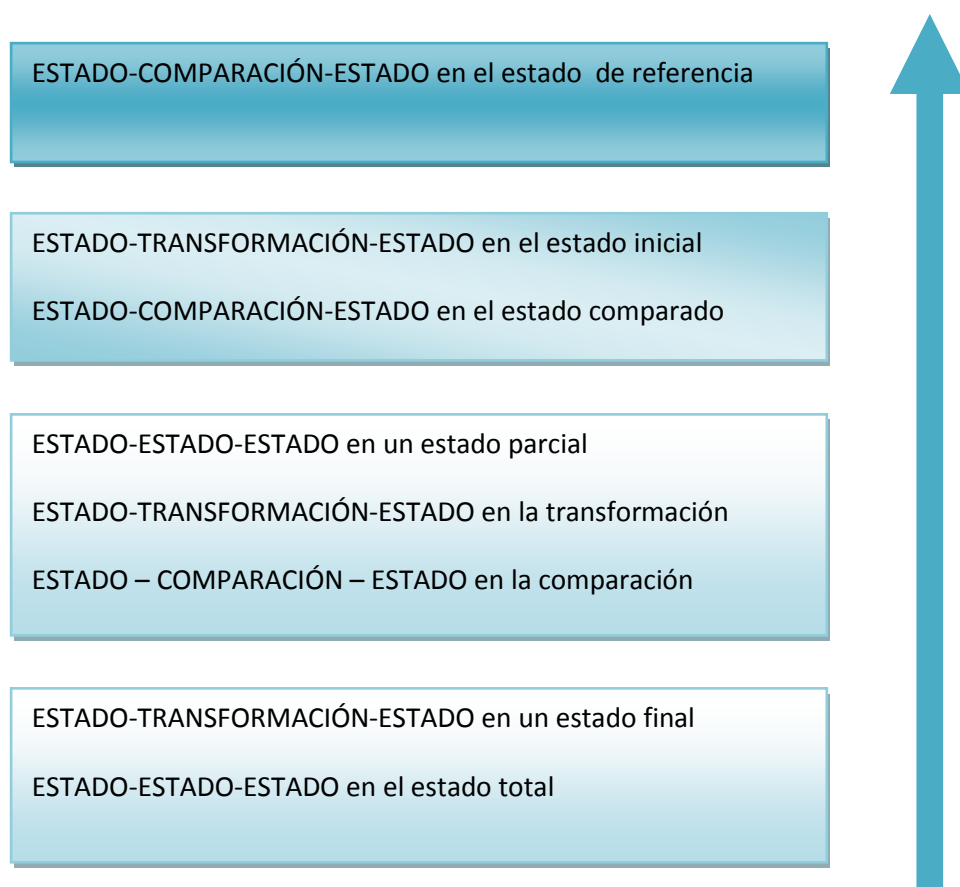 ESTADO-COMPARACIÓN-ESTADO en el estado  de referencia
ESTADO-TRANSFORMACIÓN-ESTADO en el estado inicial
ESTADO-COMPARACIÓN-ESTADO en el estado comparado
ESTADO-ESTADO-ESTADO en un estado parcial
ESTADO-TRANSFORMACIÓN-ESTADO en la transformación
ESTADO – COMPARACIÓN – ESTADO en la comparación
ESTADO-TRANSFORMACIÓN-ESTADO en un estado final
ESTADO-ESTADO-ESTADO en el estado total